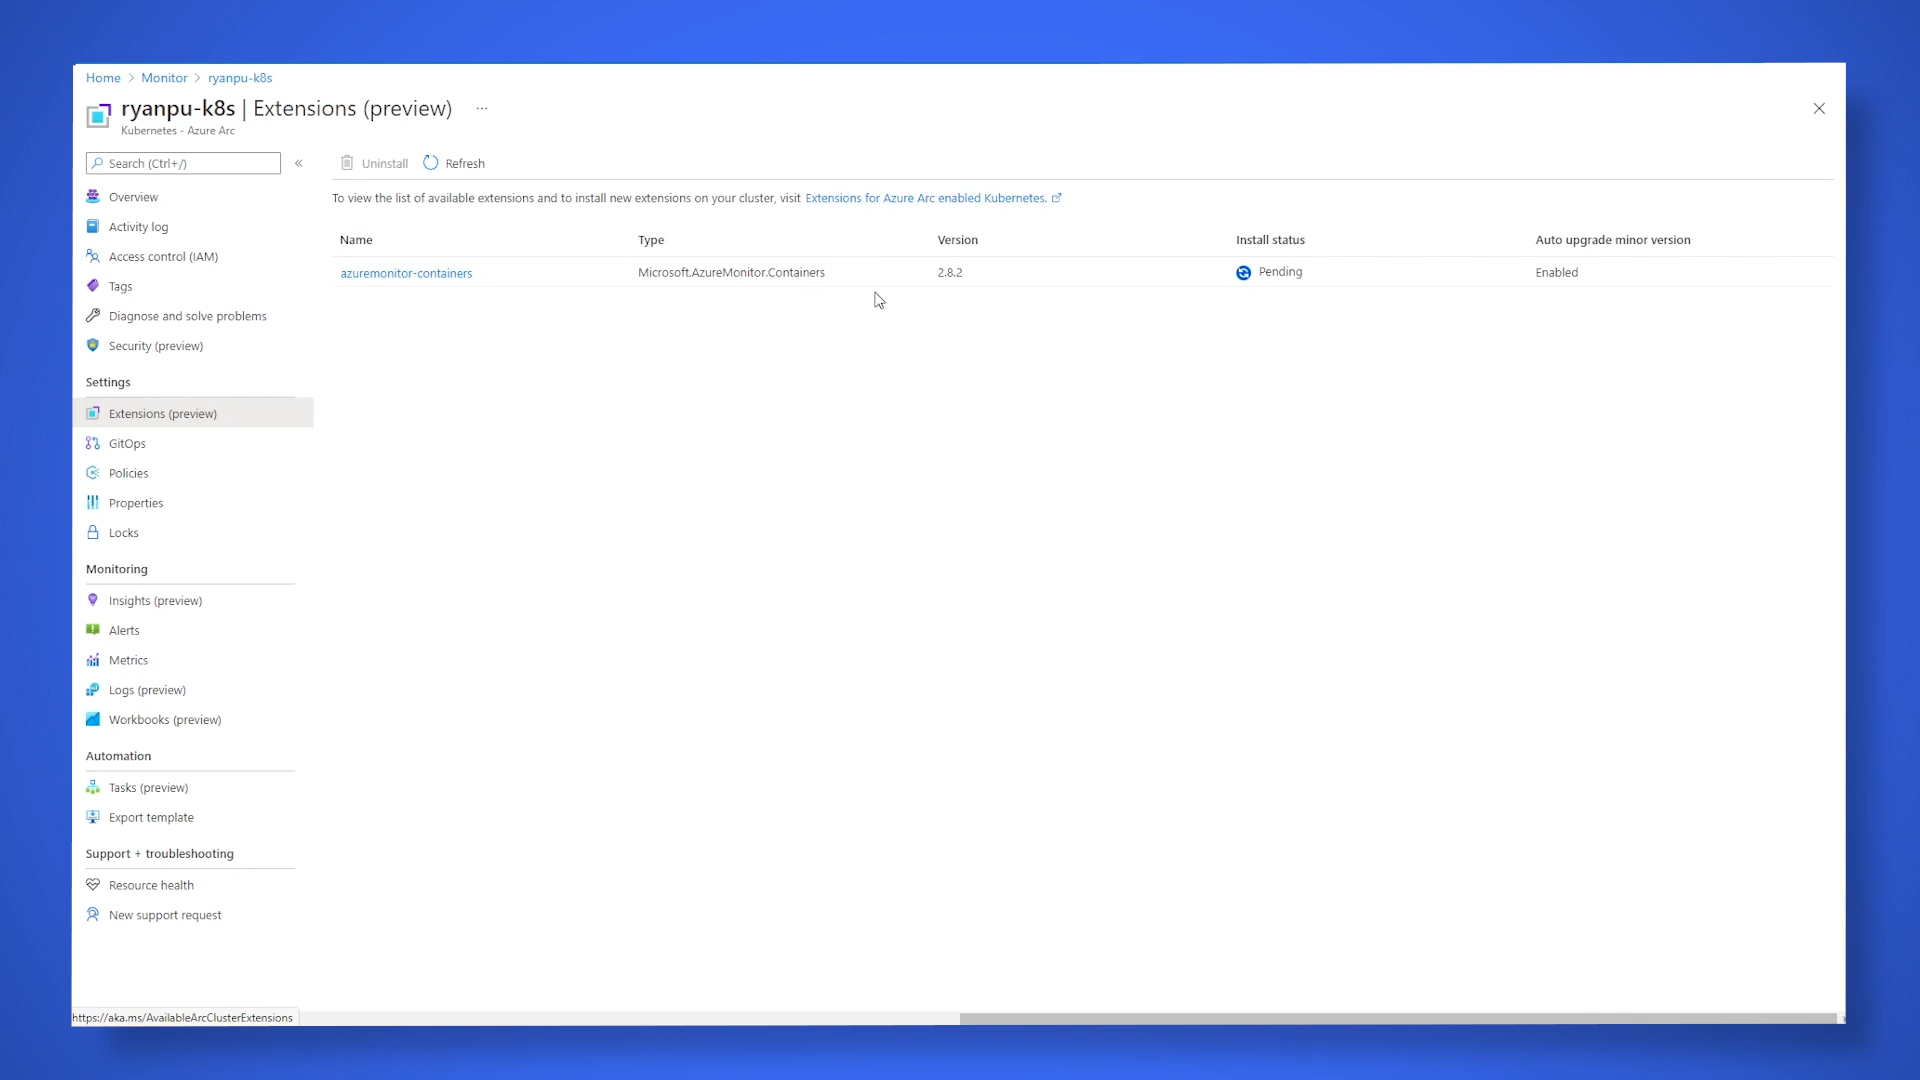 Home > Monitor > ryanpu-k8s
ryanpu-k8s | Extensions (preview) ...
Kubernetes - Azure Arc
Search (Ctrl+/) «
Uninstall Refresh
To view the list of available extensions and to install new extensions on your cluster, visit Extensions for Azure Arc enabled Kubernetes.
Name Type Version Install status Auto upgrade minor version
azuremonitor-containers Microsoft.AzureMonitor.Containers 2.8.2 Pending Enabled
Overview
Activity log
Access control (IAM)
Tags
Diagnose and solve problems
Security (preview)
Settings
Extensions (preview)
GitOps
Policies
Properties
Locks
Monitoring
Insights (preview)
Alerts
Metrics
Logs (preview)
Workbooks (preview)
Automation
Tasks (preview)
Export template
Support + troubleshooting
Resource health
New support request
https://aka.ms/AvailableArcClusterExtensions